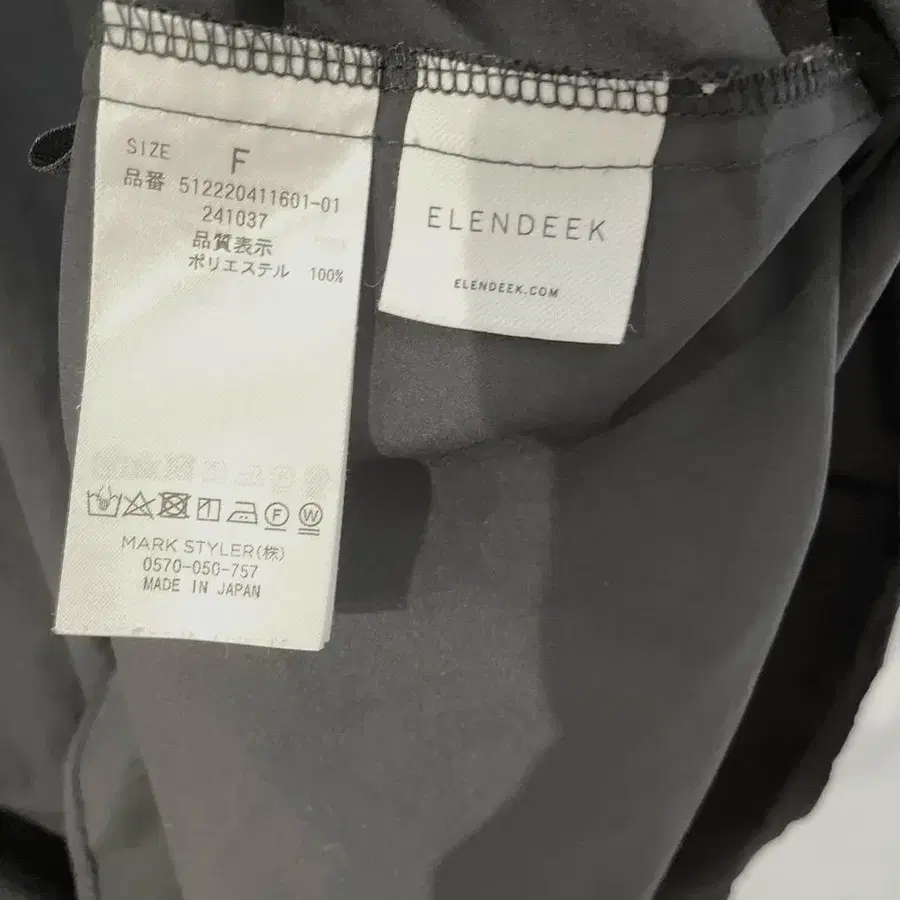 SIZE F
品番 512220411601-01
241037
品質表示
ポリエステル 100%
F W
MARK STYLER(株)
0570-050-757
MADE IN JAPAN
ELENDEEK
ELENDEEK.COM